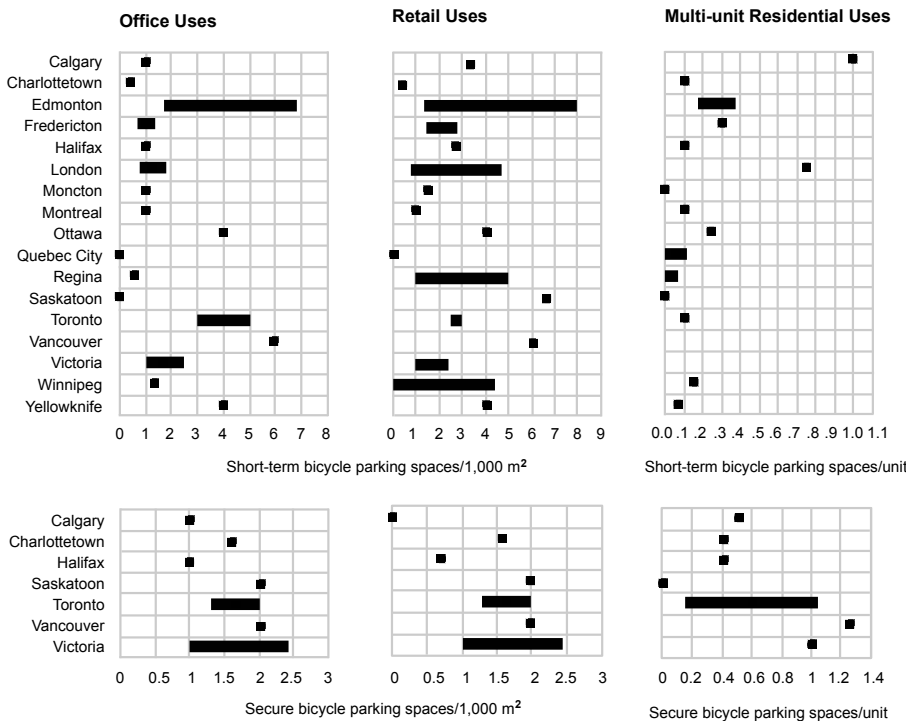 Office Uses
Retail Uses
Multi-unit Residential Uses
Calgary
Charlottetown
Edmonton
Fredericton
Halifax
London
Moncton
Montreal
Ottawa
Quebec City
Regina
Saskatoon
Toronto
Vancouver
Victoria
Winnipeg
Yellowknife
0 1 2 3 4 5 6 7 8
0 1 2 3 4 5 6 7 8 9
0.0 .1 .2 .3 .4 .5 .6 .7 .8 .9 1.0 1.1
Short-term bicycle parking spaces/1,000 m²
Short-term bicycle parking spaces/unit
Calgary
Charlottetown
Halifax
Saskatoon
Toronto
Vancouver
Victoria
0 0.5 1 1.5 2 2.5 3
0 0.5 1 1.5 2 2.5 3
0 0.2 0.4 0.6 0.8 1 1.2 1.4
Secure bicycle parking spaces/1,000 m²
Secure bicycle parking spaces/unit